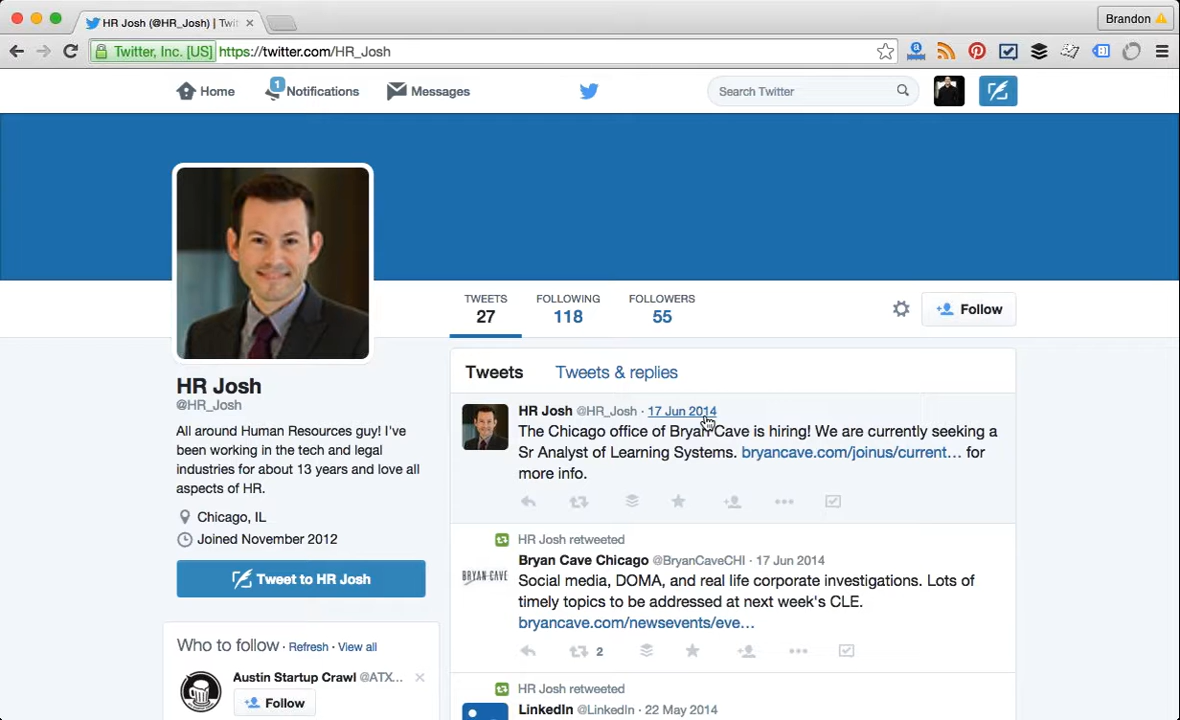 HR Josh (@HR_Josh) | Twit
Brandon
Twitter, Inc. [US] https://twitter.com/HR_Josh
Home
1
Notifications
Messages
Search Twitter
TWEETS
27
FOLLOWING
118
FOLLOWERS
55
Follow
HR Josh
@HR_Josh
All around Human Resources guy! I've
been working in the tech and legal
industries for about 13 years and love all
aspects of HR.
Chicago, IL
Joined November 2012
Tweet to HR Josh
Who to follow · Refresh · View all
Austin Startup Crawl @ATX...
Follow
Tweets
Tweets & replies
HR Josh @HR_Josh · 17 Jun 2014
The Chicago office of Bryan Cave is hiring! We are currently seeking a
Sr Analyst of Learning Systems. bryancave.com/joinus/current… for
more info.
HR Josh retweeted
Bryan Cave Chicago @BryanCaveCHI · 17 Jun 2014
BRYAN CAVE
Social media, DOMA, and real life corporate investigations. Lots of
timely topics to be addressed at next week's CLE.
bryancave.com/newsevents/eve…
2
HR Josh retweeted
LinkedIn @LinkedIn · 22 May 2014